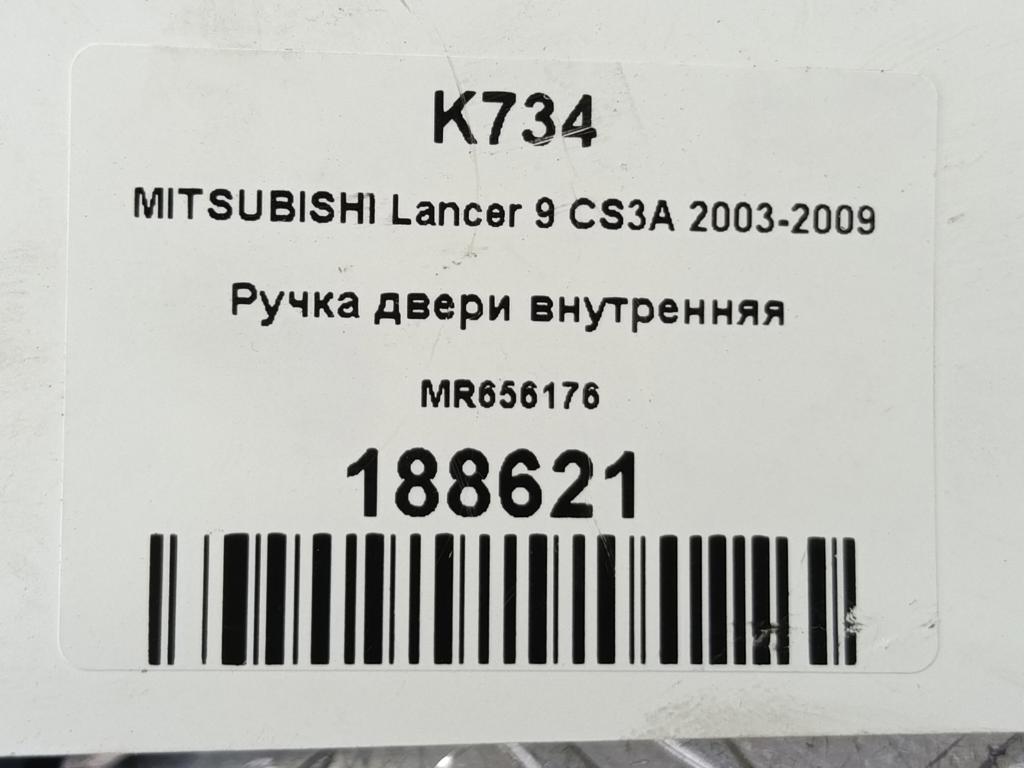 K734
MITSUBISHI Lancer 9 CS3A 2003-2009
Ручка двери внутренняя
MR656176
188621